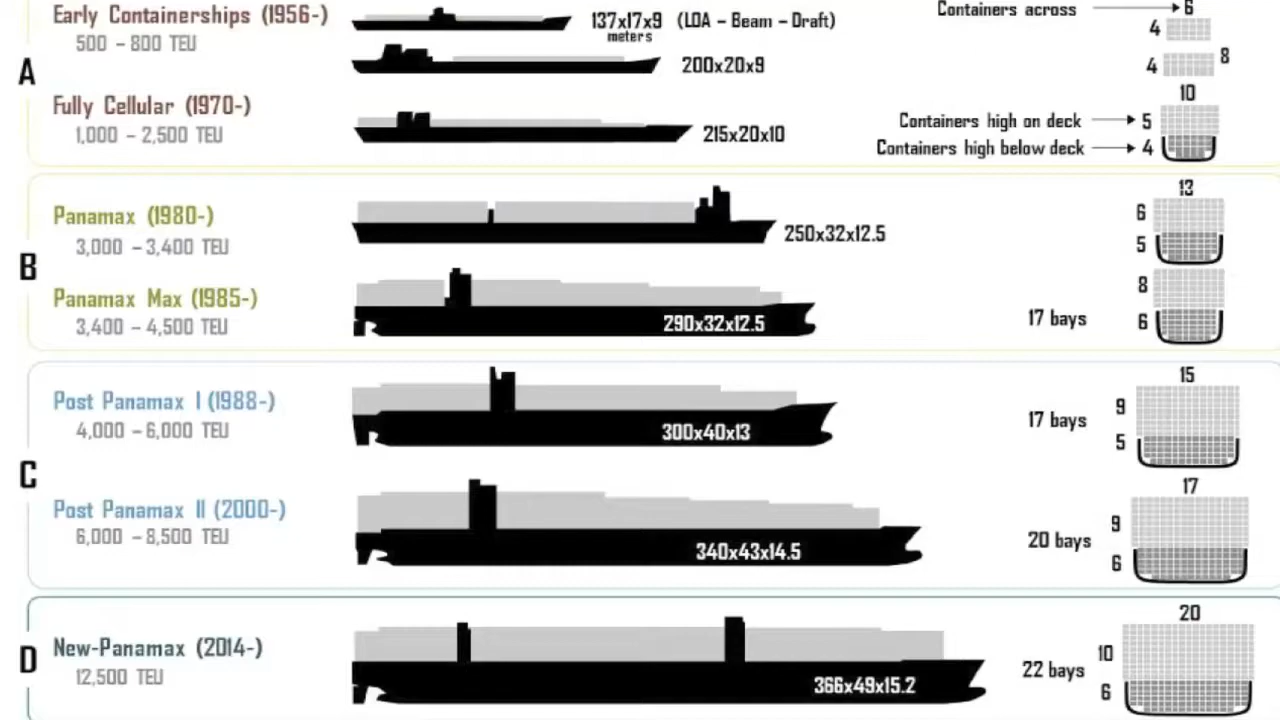 Early Containerships (1956-)
500 – 800 TEU
137x17x9 (LOA – Beam – Draft)
meters
Containers across 6
4
200x20x9
4
8
A
Fully Cellular (1970-)
1,000 – 2,500 TEU
215x20x10
10
Containers high on deck 5
Containers high below deck 4
Panamax (1980-)
3,000 – 3,400 TEU
250x32x12.5
13
6
5
B
Panamax Max (1985-)
3,400 – 4,500 TEU
290x32x12.5
17 bays
8
6
Post Panamax I (1988-)
4,000 – 6,000 TEU
300x40x13
17 bays
15
9
5
C
Post Panamax II (2000-)
6,000 – 8,500 TEU
340x43x14.5
20 bays
17
9
6
D
New-Panamax (2014-)
12,500 TEU
366x49x15.2
22 bays
20
10
6